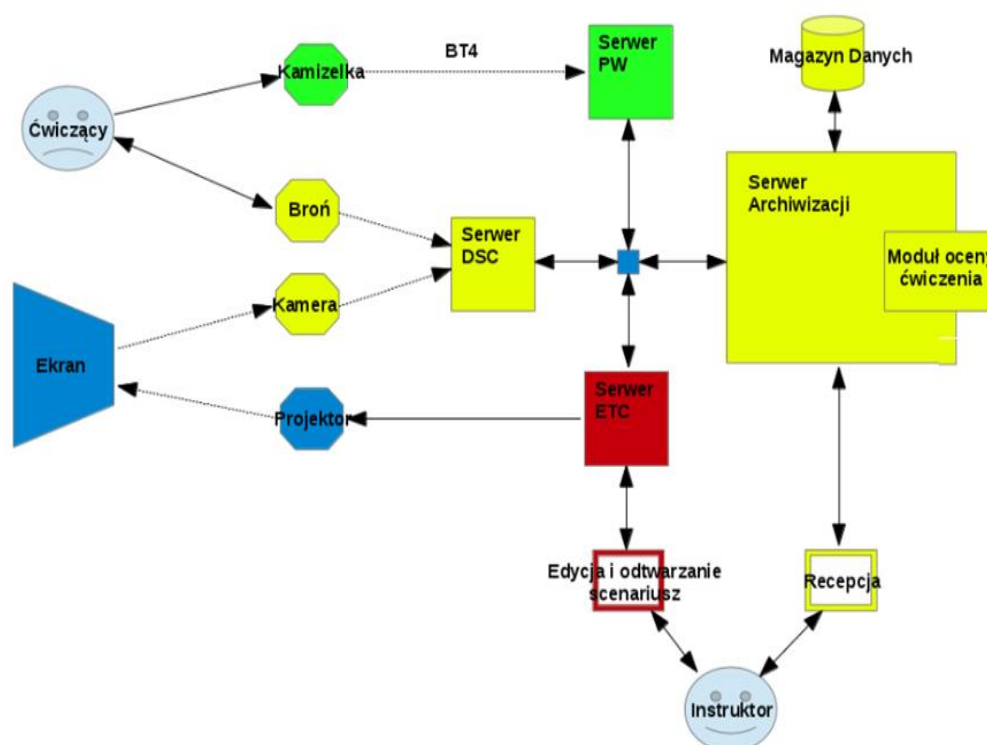 BT4
Kamizelka
Serwer
PW
Magazyn Danych
Ćwiczący
Serwer
Archiwizacji
Broń
Serwer
DSC
Moduł oceny
ćwiczenia
Kamera
Ekran
Projektor
Serwer
ETC
Edycja i odtwarzanie
scenariusz
Recepcja
Instruktor